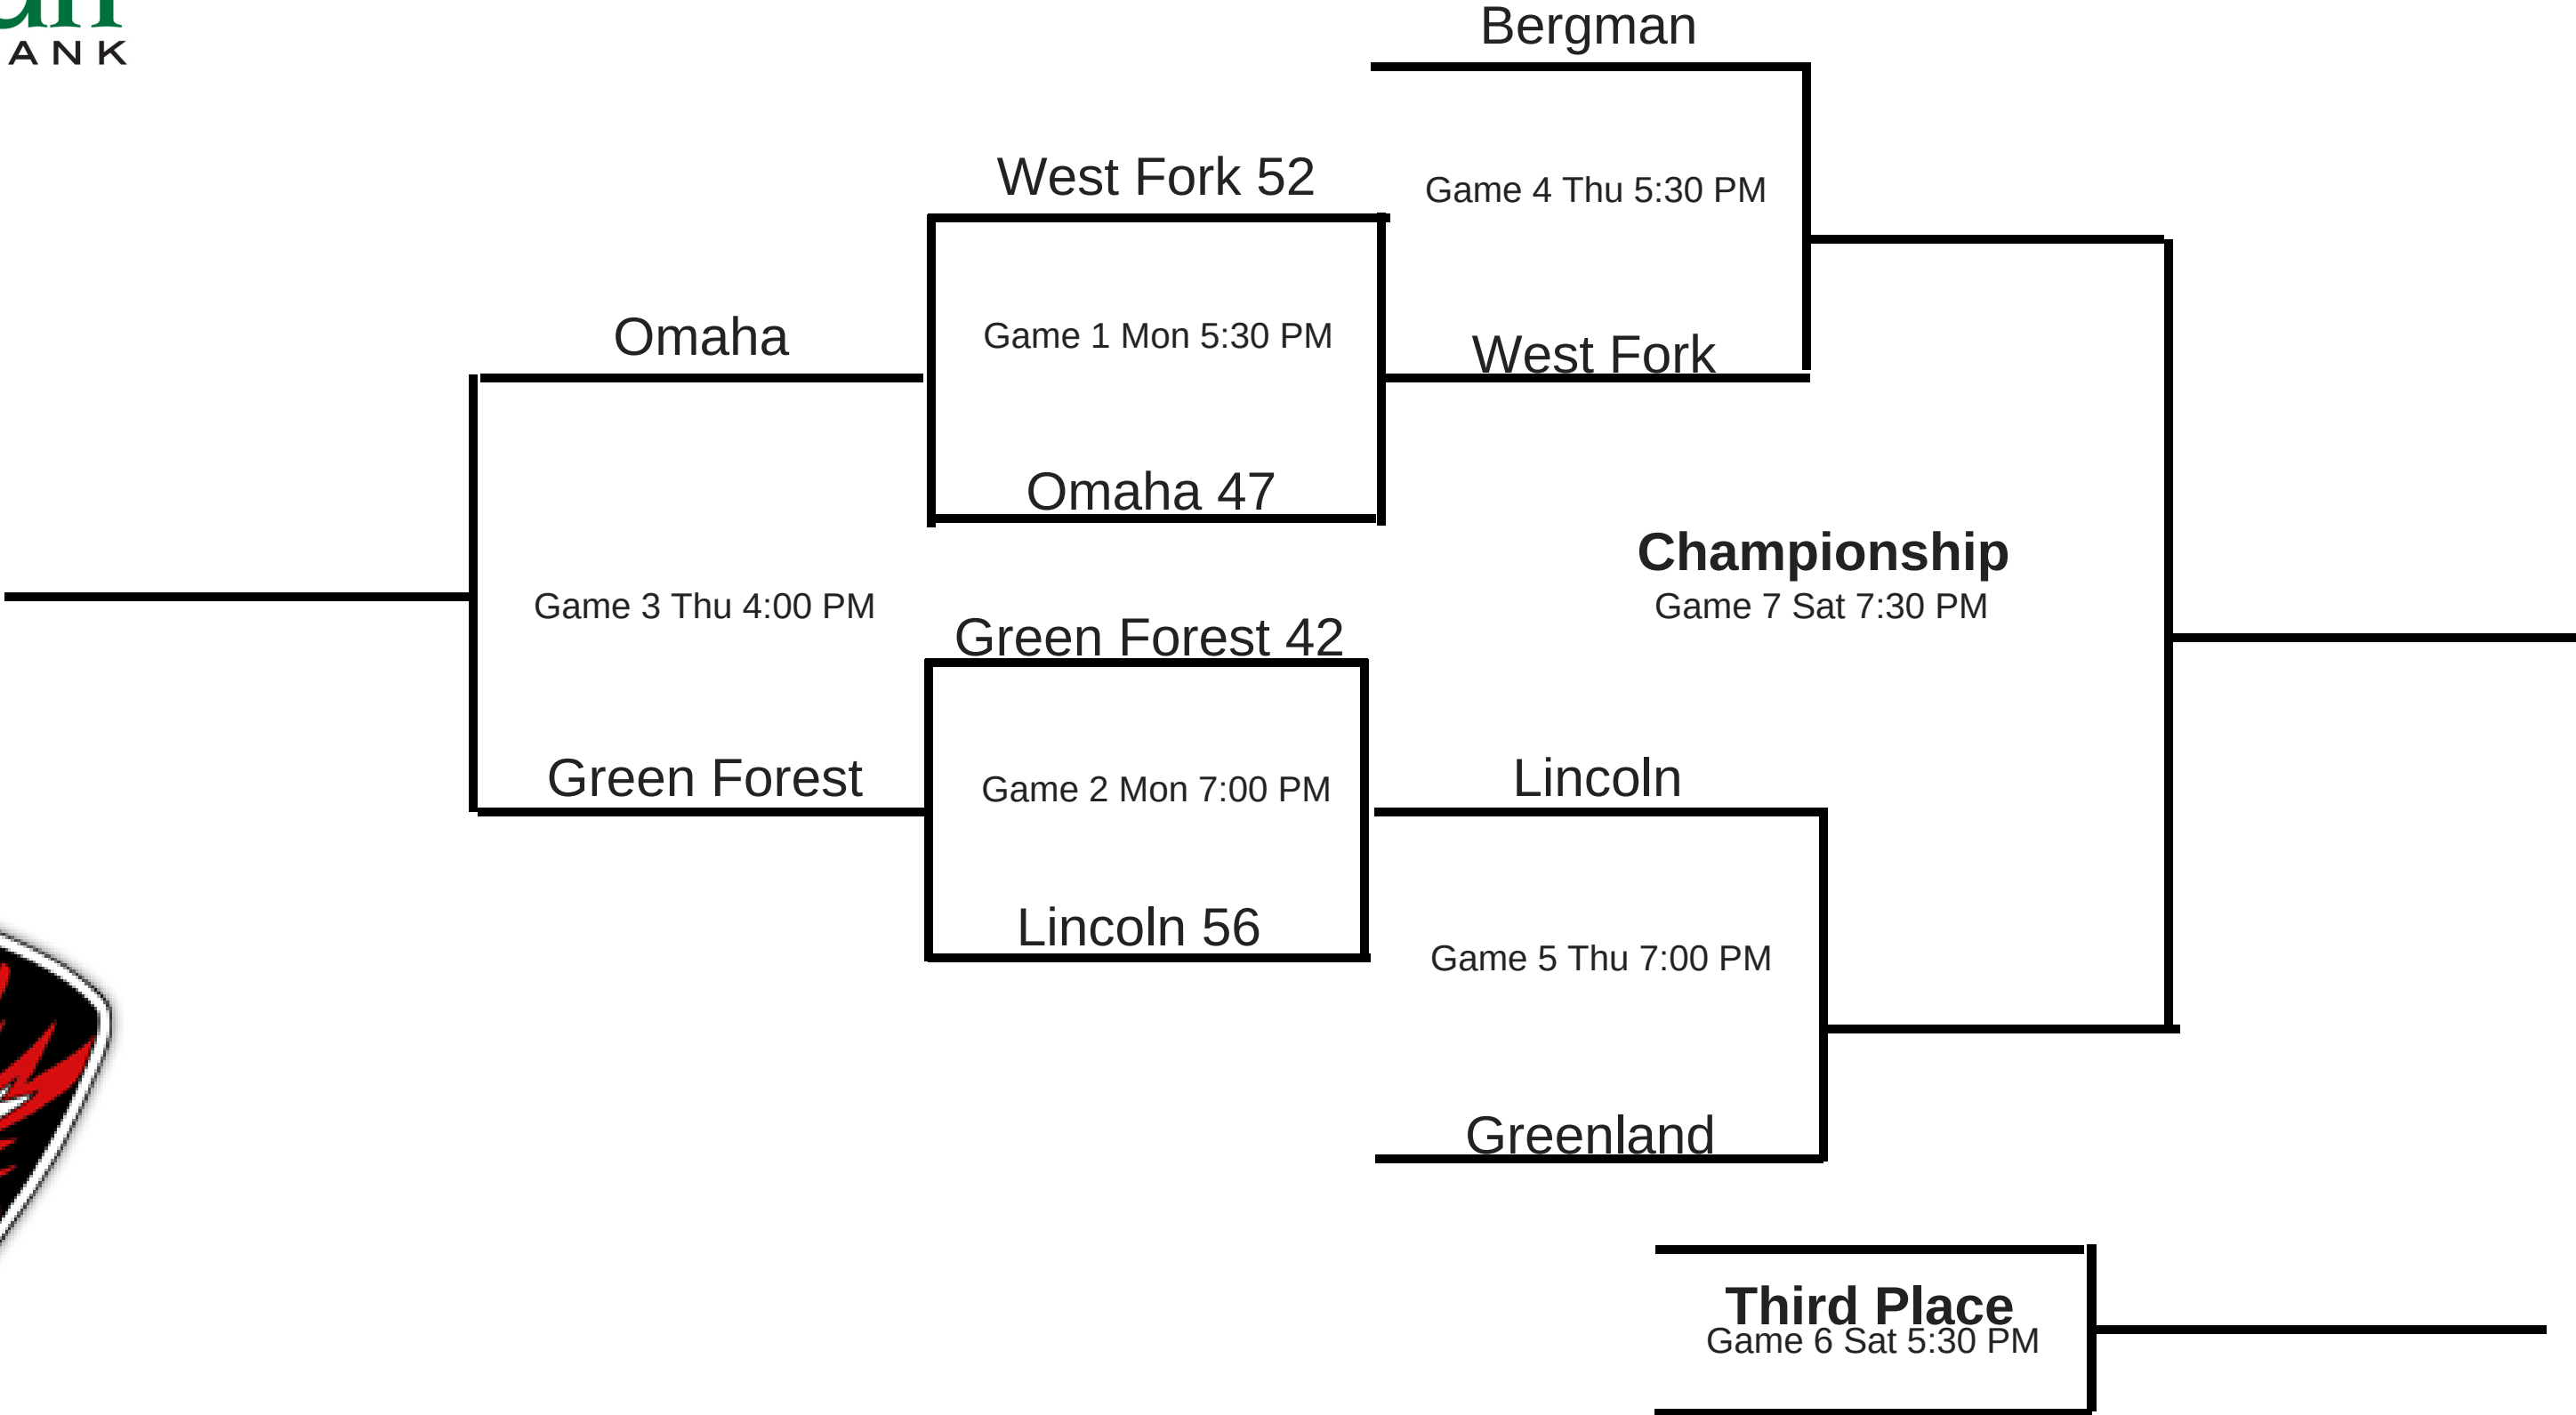 ANK
Bergman
West Fork 52
Game 4 Thu 5:30 PM
Omaha
Game 1 Mon 5:30 PM
West Fork
Omaha 47
Championship
Game 3 Thu 4:00 PM
Game 7 Sat 7:30 PM
Green Forest 42
Green Forest
Game 2 Mon 7:00 PM
Lincoln
Lincoln 56
Game 5 Thu 7:00 PM
Greenland
Third Place
Game 6 Sat 5:30 PM